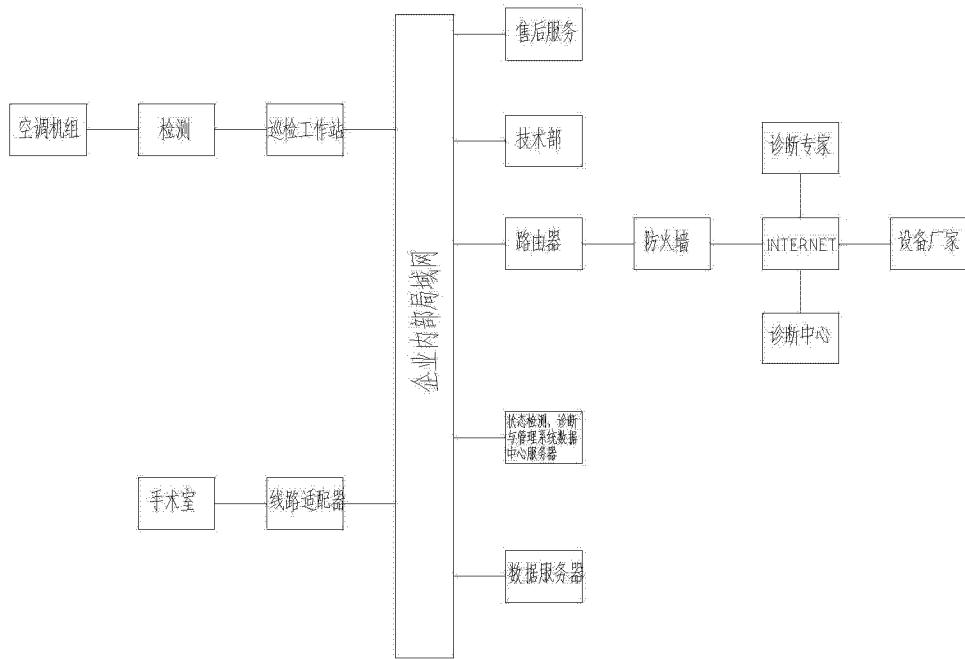 售后服务
空调机组
检测
巡检工作站
技术部
诊断专家
企业内部局域网
路由器
防火墙
INTERNET
设备厂家
诊断中心
状态检测、诊断
与管理系统数据
中心服务器
手术室
线路适配器
数据服务器